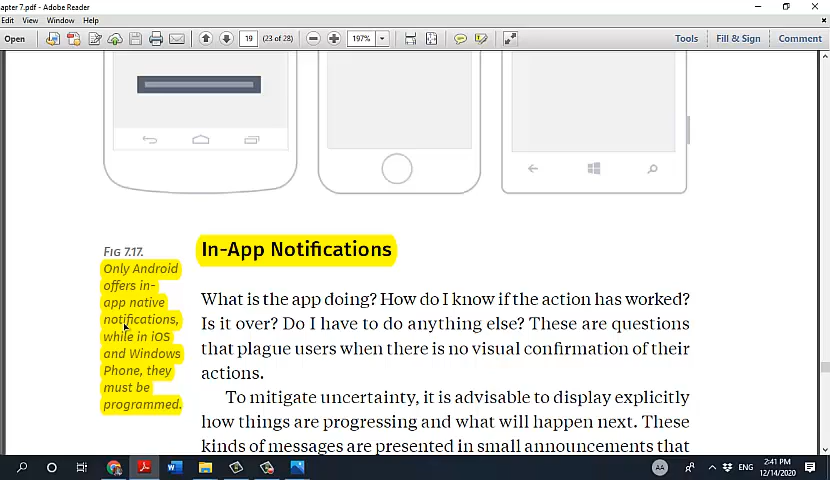 apter 7.pdf - Adobe Reader
Edit View Window Help
Open 19 (23 of 28) 197% Tools Fill & Sign Comment
FIG 7.17.
Only Android
offers in-
app native
notifications,
while in iOS
and Windows
Phone, they
must be
programmed.
In-App Notifications
What is the app doing? How do I know if the action has worked?
Is it over? Do I have to do anything else? These are questions
that plague users when there is no visual confirmation of their
actions.
To mitigate uncertainty, it is advisable to display explicitly
how things are progressing and what will happen next. These
kinds of messages are presented in small announcements that
AA ENG 2:41 PM
12/14/2020